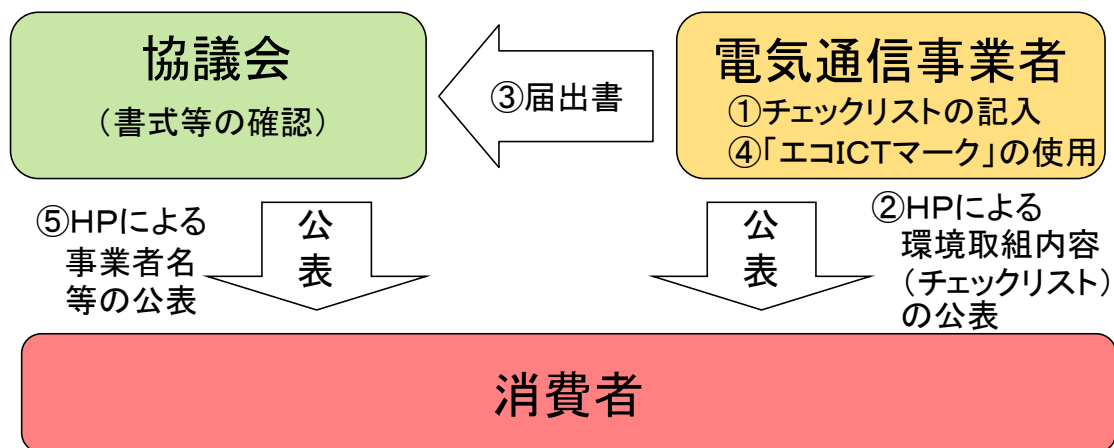 協議会
（書式等の確認）
③届出書
電気通信事業者
①チェックリストの記入
④「エコICTマーク」の使用
⑤HPによる
事業者名
等の公表
公
表
公
表
②HPによる
環境取組内容
（チェックリスト）
の公表
消費者